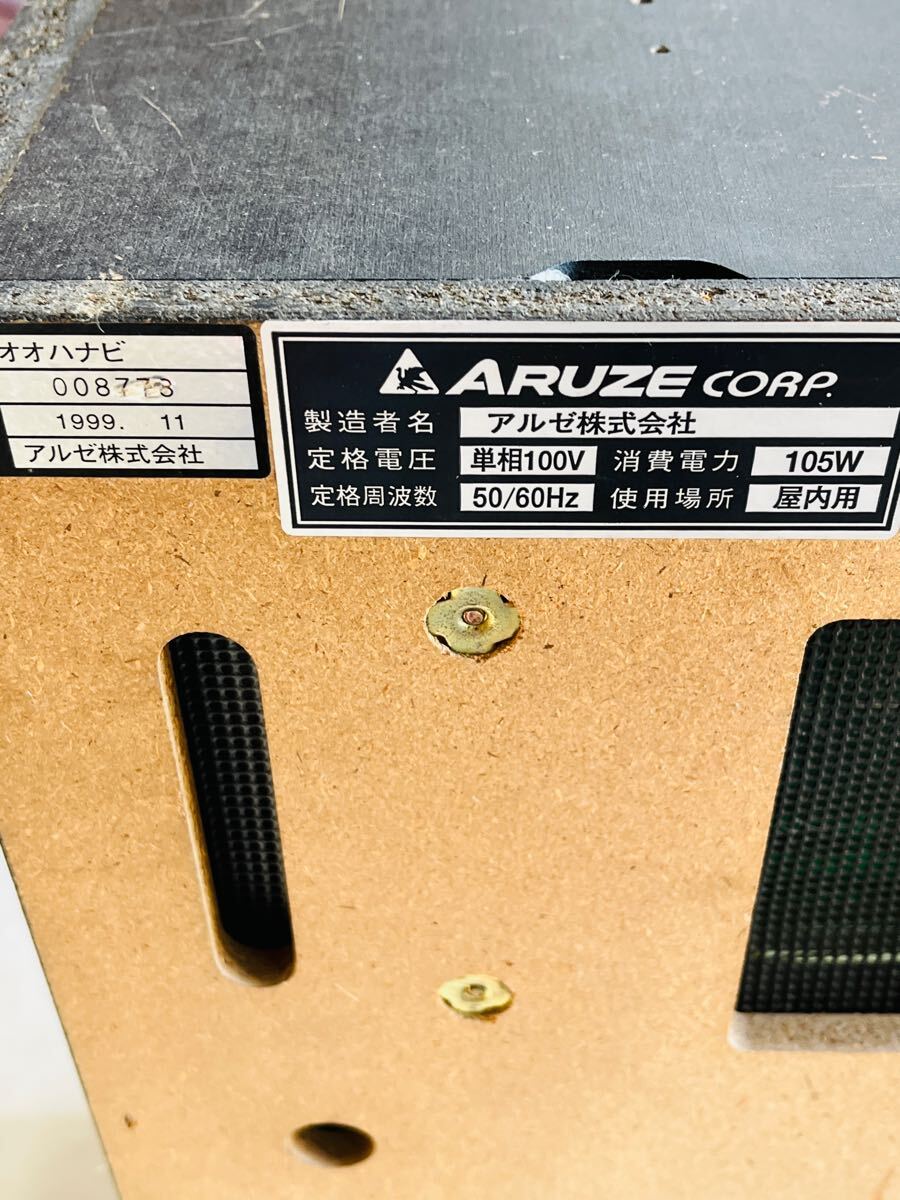 オオハナビ
008773
1999. 11
アルゼ株式会社
ARUZE CORP.
製造者名 アルゼ株式会社
定格電圧 単相100V 消費電力 105W
定格周波数 50/60Hz 使用場所 屋内用